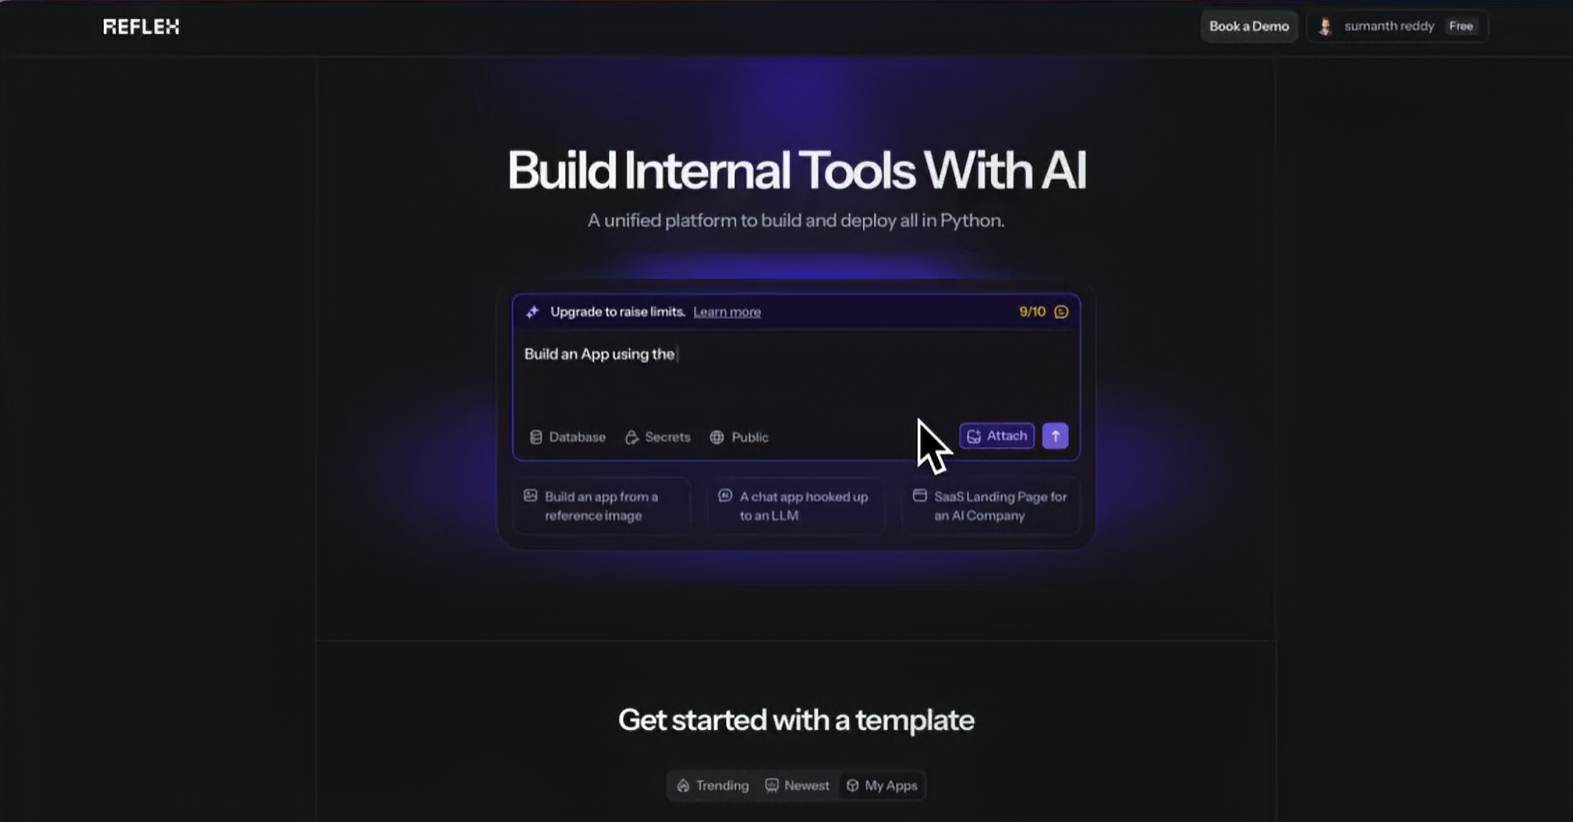 REFLEX
Book a Demo
sumanth reddy
Free
Build Internal Tools With AI
A unified platform to build and deploy all in Python.
Upgrade to raise limits. Learn more
9/10
Build an App using the
Database
Secrets
Public
Attach
Build an app from a
reference image
A chat app hooked up
to an LLM
SaaS Landing Page for
an AI Company
Get started with a template
Trending
Newest
My Apps